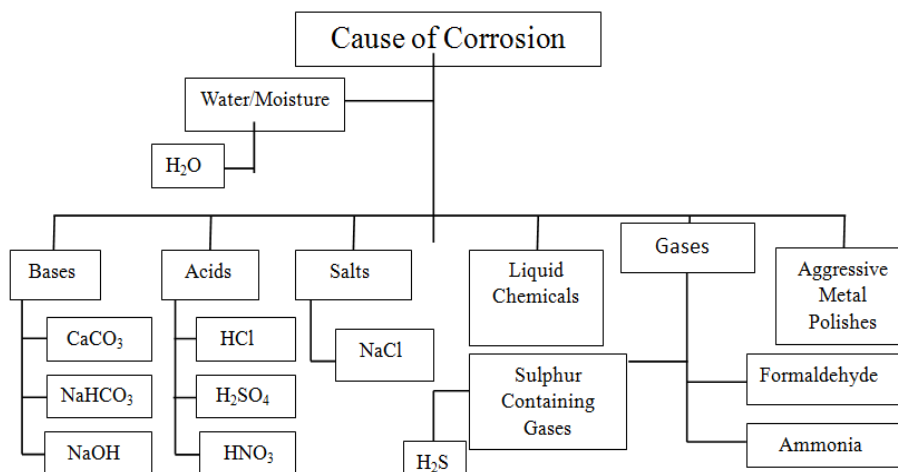 Cause of Corrosion
Water/Moisture
H₂O
Bases
Acids
Salts
Liquid
Chemicals
Gases
Aggressive
Metal
Polishes
CaCO₃
NaHCO₃
NaOH
HCl
H₂SO₄
HNO₃
NaCl
Sulphur
Containing
Gases
H₂S
Formaldehyde
Ammonia